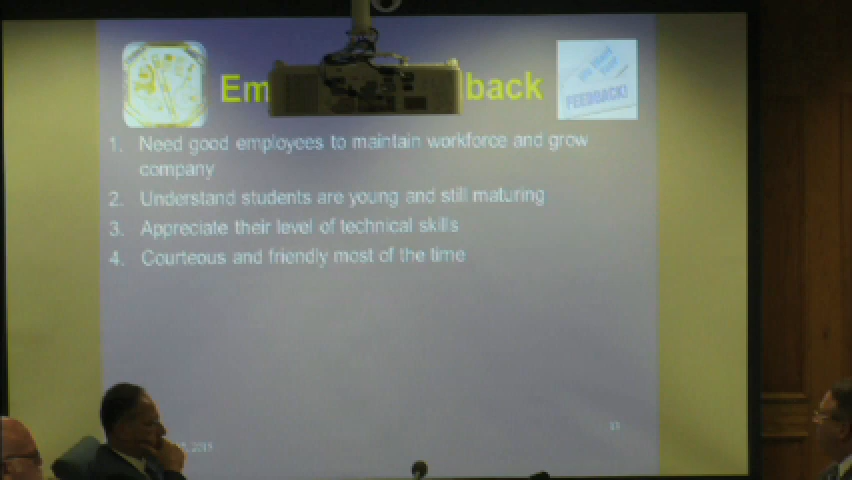 Em back
FEEDBACK!
1. Need good employees to maintain workforce and grow
company
2. Understand students are young and still maturing
3. Appreciate their level of technical skills
4. Courteous and friendly most of the time
, 2015